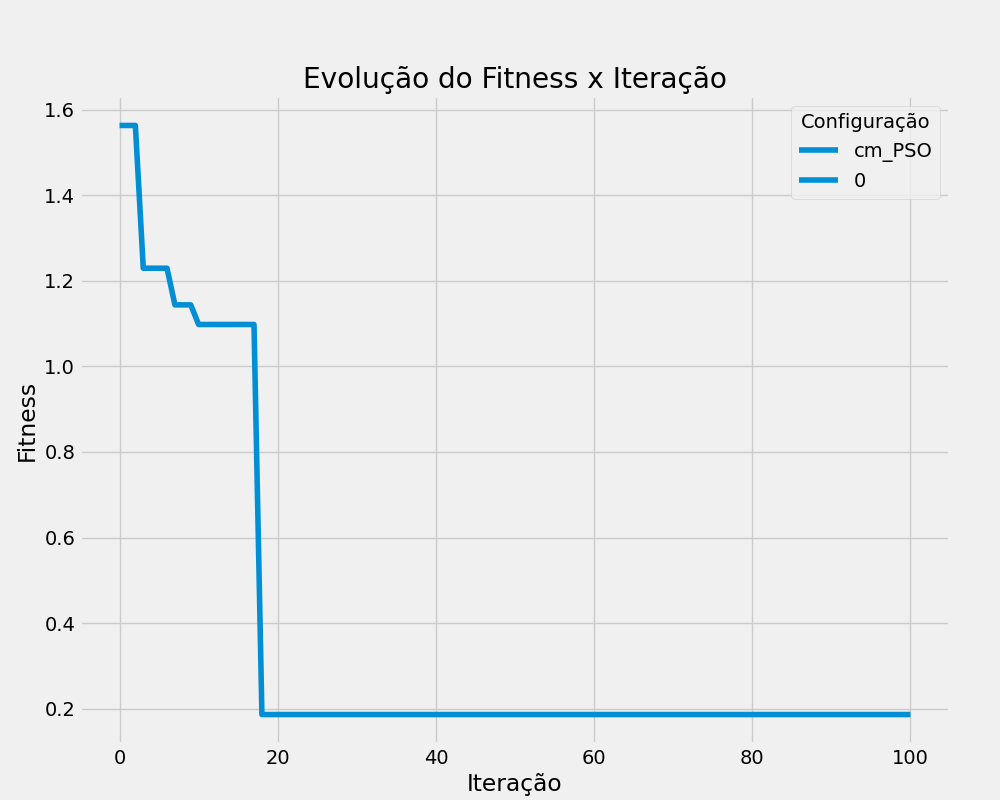 Evolução do Fitness x Iteração
Configuração
cm_PSO
0
1.6
1.4
1.2
1.0
0.8
0.6
0.4
0.2
Fitness
0 20 40 60 80 100
Iteração